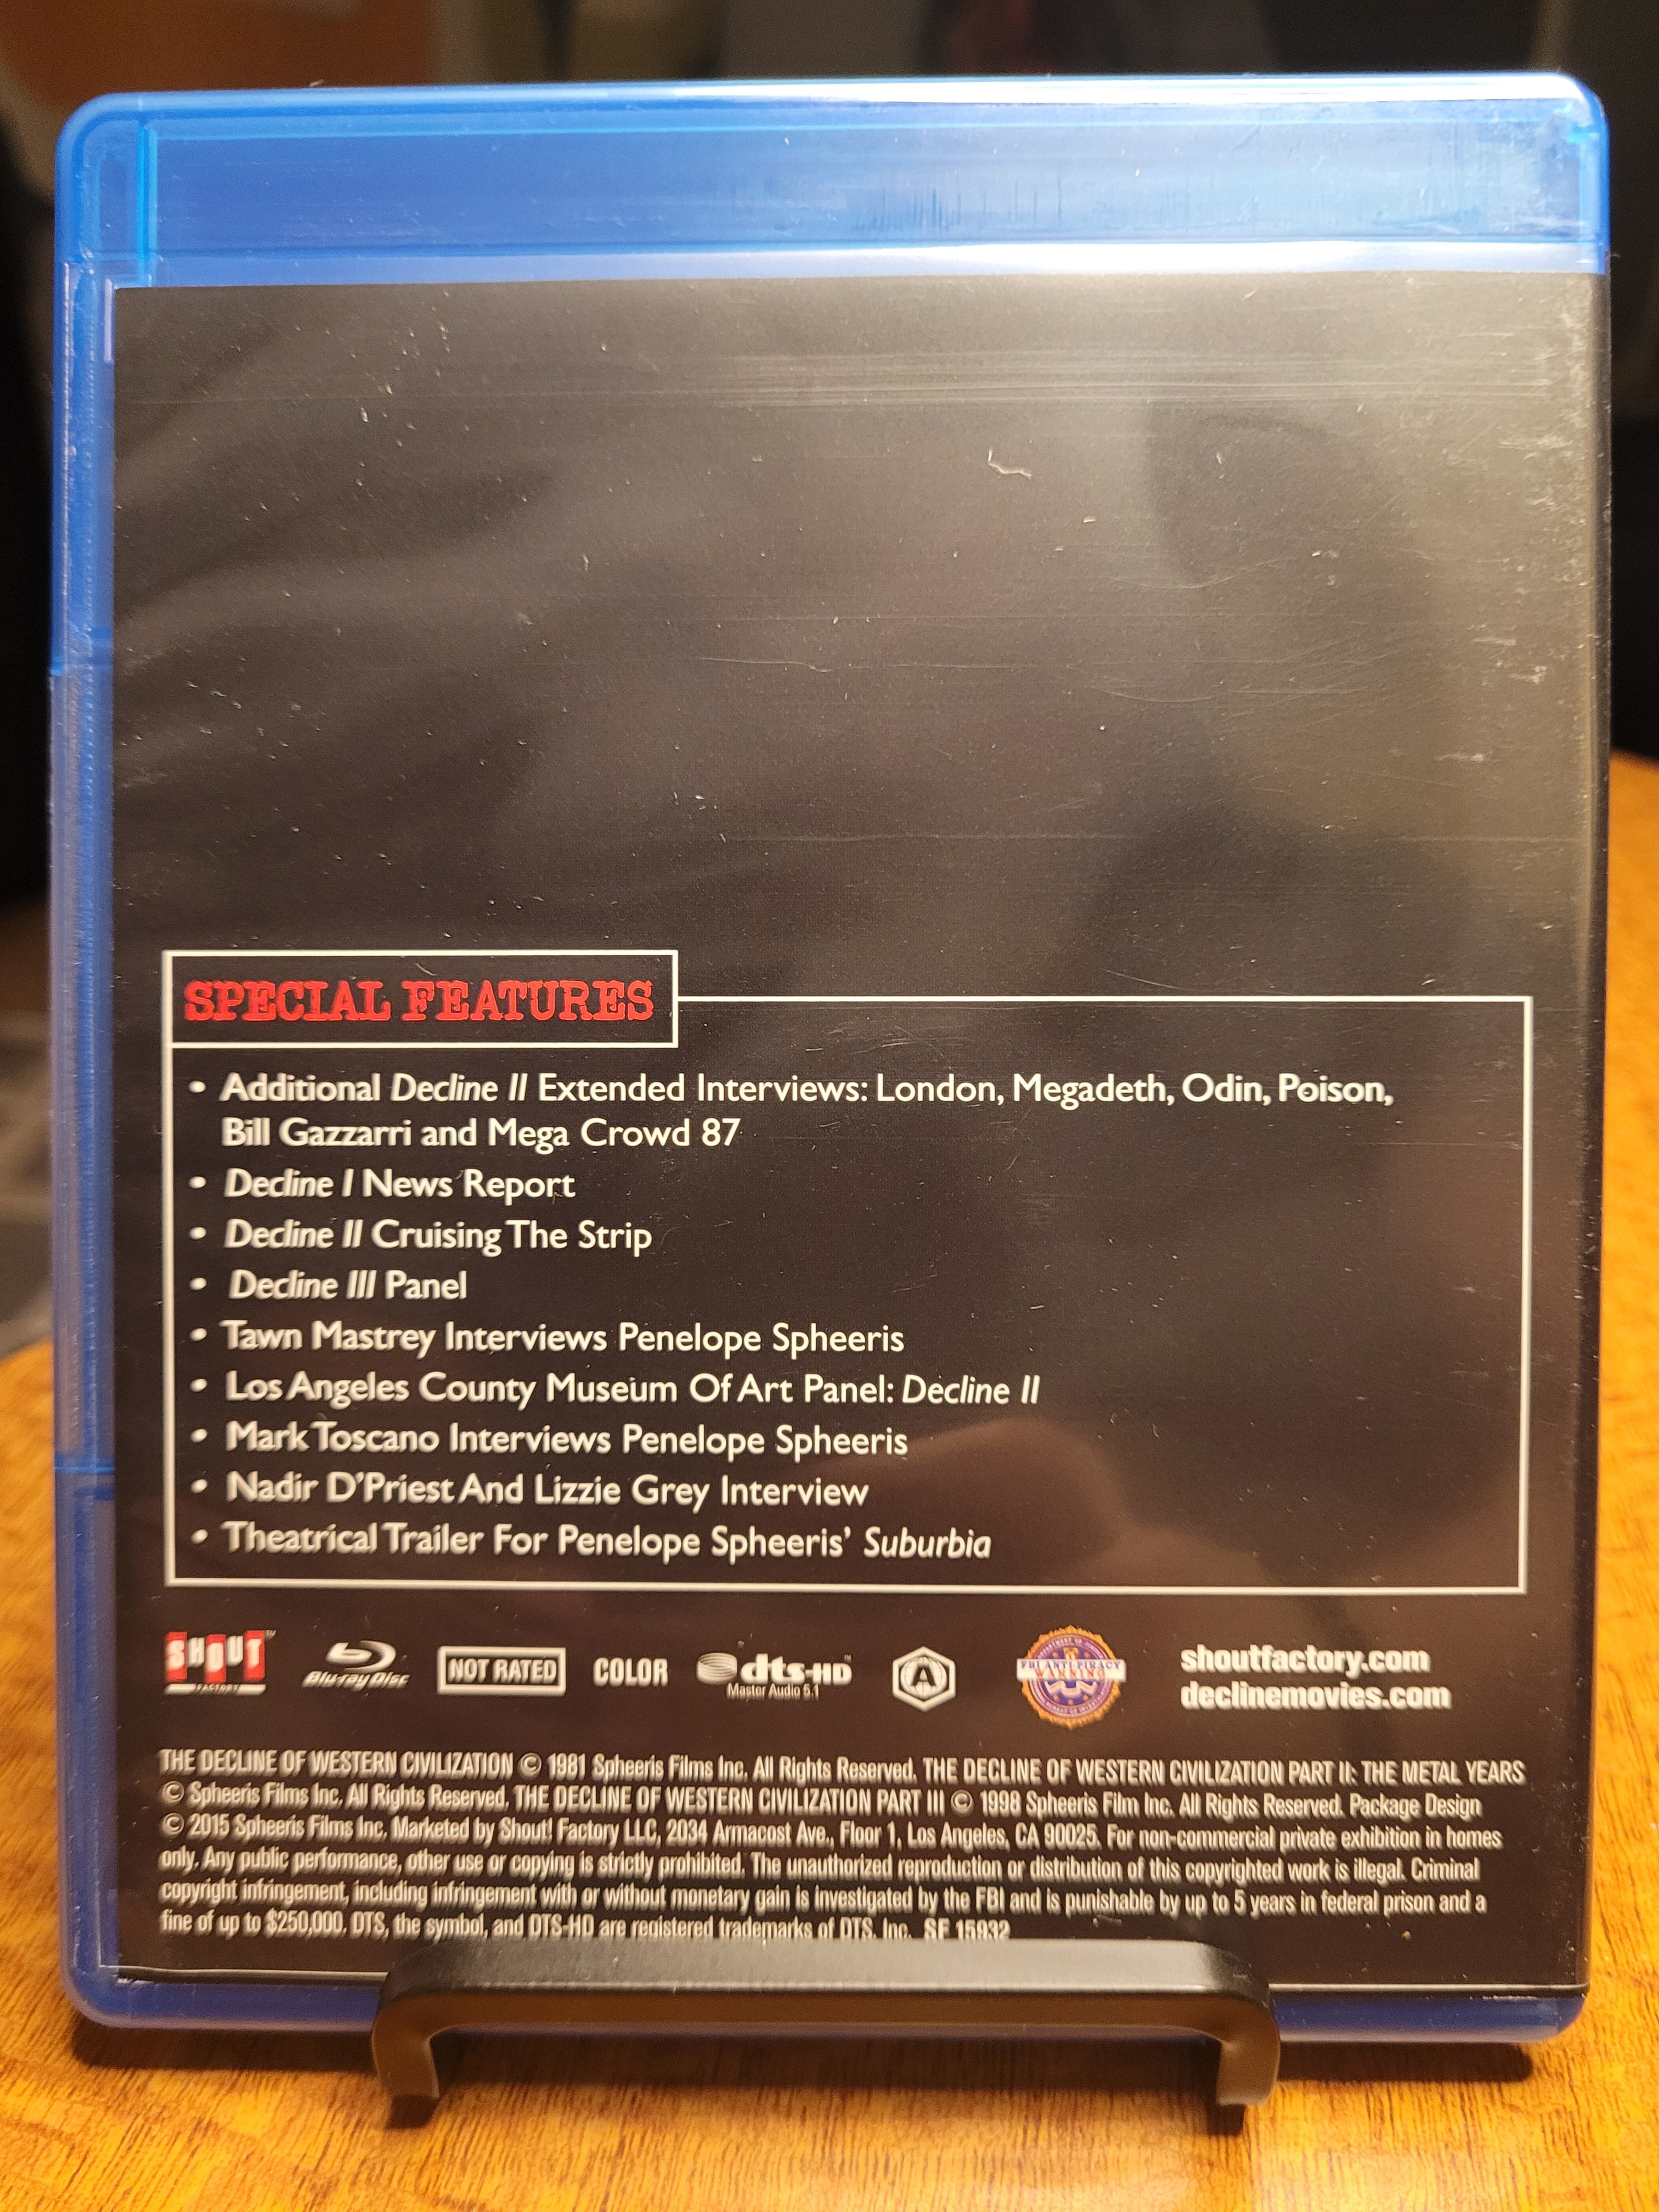 SPECIAL FEATURES
• Additional Decline II Extended Interviews: London, Megadeth, Odin, Poison,
Bill Gazzarri and Mega Crowd 87
• Decline I News Report
• Decline II Cruising The Strip
• Decline III Panel
• Tawn Mastrey Interviews Penelope Spheeris
• Los Angeles County Museum Of Art Panel: Decline II
• Mark Toscano Interviews Penelope Spheeris
• Nadir D'Priest And Lizzie Grey Interview
• Theatrical Trailer For Penelope Spheeris' Suburbia
SHOUT
FACTORY
Blu-ray Disc
NOT RATED
COLOR
dts-HD
Master Audio 5.1
A
FBI ANTI-PIRACY
WARNING
shoutfactory.com
declinemovies.com
THE DECLINE OF WESTERN CIVILIZATION © 1981 Spheeris Films Inc. All Rights Reserved. THE DECLINE OF WESTERN CIVILIZATION PART II: THE METAL YEARS
© Spheeris Films Inc. All Rights Reserved. THE DECLINE OF WESTERN CIVILIZATION PART III © 1998 Spheeris Film Inc. All Rights Reserved. Package Design
© 2015 Spheeris Films Inc. Marketed by Shout! Factory LLC, 2034 Armacost Ave., Floor 1, Los Angeles, CA 90025. For non-commercial private exhibition in homes
only. Any public performance, other use or copying is strictly prohibited. The unauthorized reproduction or distribution of this copyrighted work is illegal. Criminal
copyright infringement, including infringement with or without monetary gain is investigated by the FBI and is punishable by up to 5 years in federal prison and a
fine of up to $250,000. DTS, the symbol, and DTS-HD are registered trademarks of DTS, Inc. SF 15932